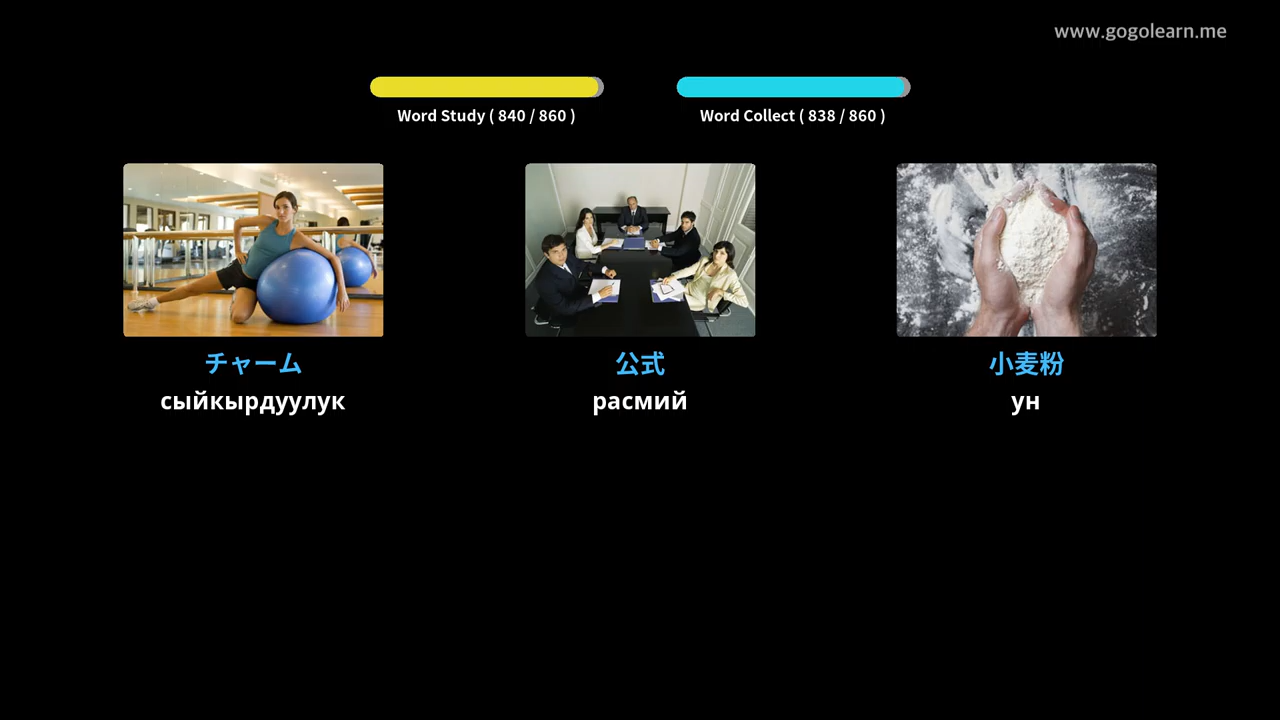 www.gogolearn.me
Word Study ( 840 / 860 )
Word Collect ( 838 / 860 )
チャーム
公式
小麦粉
сыйкырдуулук
расмий
ун